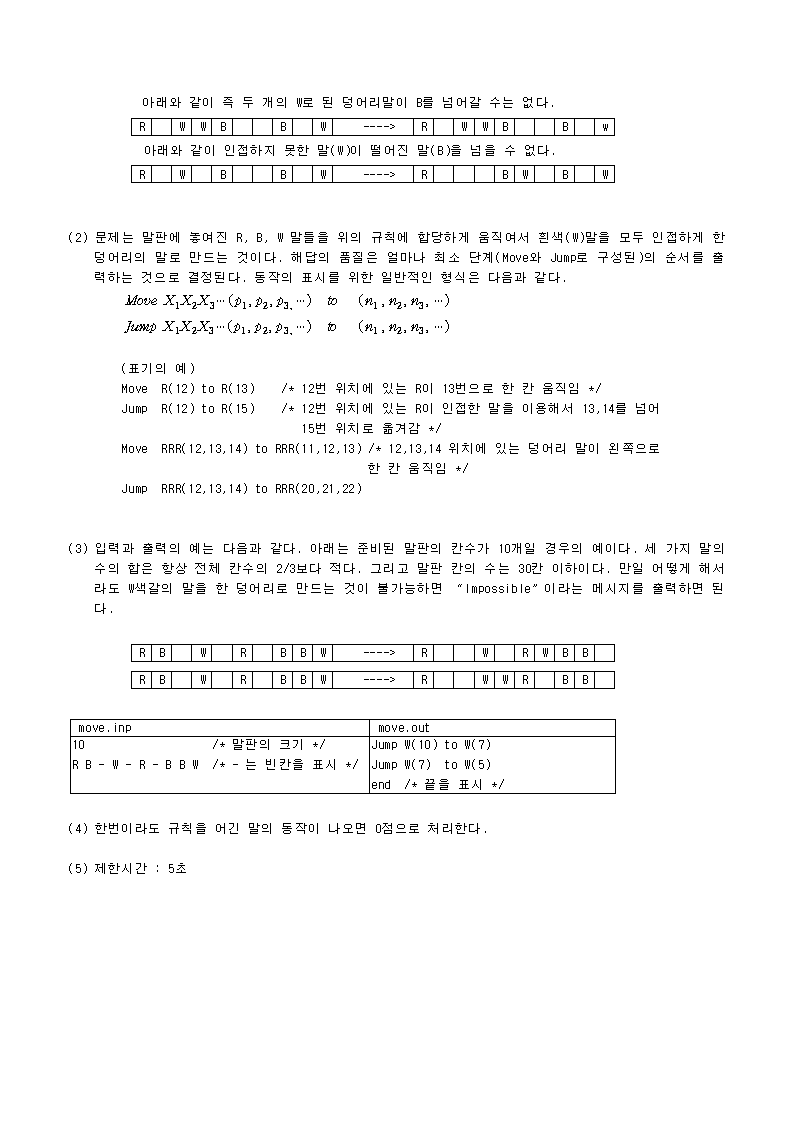 아래와 같이 즉 두 개의 W로 된 덩어리말이 B를 넘어갈 수는 없다.
R W W B B W ----> R W W B B w
아래와 같이 인접하지 못한 말(W)이 떨어진 말(B)을 넘을 수 없다.
R W B B W ----> R B W B W
(2) 문제는 말판에 놓여진 R, B, W 말들을 위의 규칙에 합당하게 움직여서 흰색(W)말을 모두 인접하게 한
덩어리의 말로 만드는 것이다. 해답의 품질은 얼마나 최소 단계(Move와 Jump로 구성된)의 순서를 출
력하는 것으로 결정된다. 동작의 표시를 위한 일반적인 형식은 다음과 같다.
Move X₁X₂X₃…(p₁, p₂, p₃, …) to (n₁, n₂, n₃, …)
Jump X₁X₂X₃…(p₁, p₂, p₃, …) to (n₁, n₂, n₃, …)
(표기의 예)
Move R(12) to R(13) /* 12번 위치에 있는 R이 13번으로 한 칸 움직임 */
Jump R(12) to R(15) /* 12번 위치에 있는 R이 인접한 말을 이용해서 13,14를 넘어
15번 위치로 옮겨감 */
Move RRR(12,13,14) to RRR(11,12,13) /* 12,13,14 위치에 있는 덩어리 말이 왼쪽으로
한 칸 움직임 */
Jump RRR(12,13,14) to RRR(20,21,22)
(3) 입력과 출력의 예는 다음과 같다. 아래는 준비된 말판의 칸수가 10개일 경우의 예이다. 세 가지 말의
수의 합은 항상 전체 칸수의 2/3보다 적다. 그리고 말판 칸의 수는 30칸 이하이다. 만일 어떻게 해서
라도 W색갈의 말을 한 덩어리로 만드는 것이 불가능하면 “Impossible”이라는 메시지를 출력하면 된
다.
R B W R B B W ----> R W R W B B
R B W R B B W ----> R W W R B B
move.inp move.out
10 /* 말판의 크기 */ Jump W(10) to W(7)
R B - W - R - B B W /* - 는 빈칸을 표시 */ Jump W(7) to W(5)
end /* 끝을 표시 */
(4) 한번이라도 규칙을 어긴 말의 동작이 나오면 0점으로 처리한다.
(5) 제한시간 : 5초